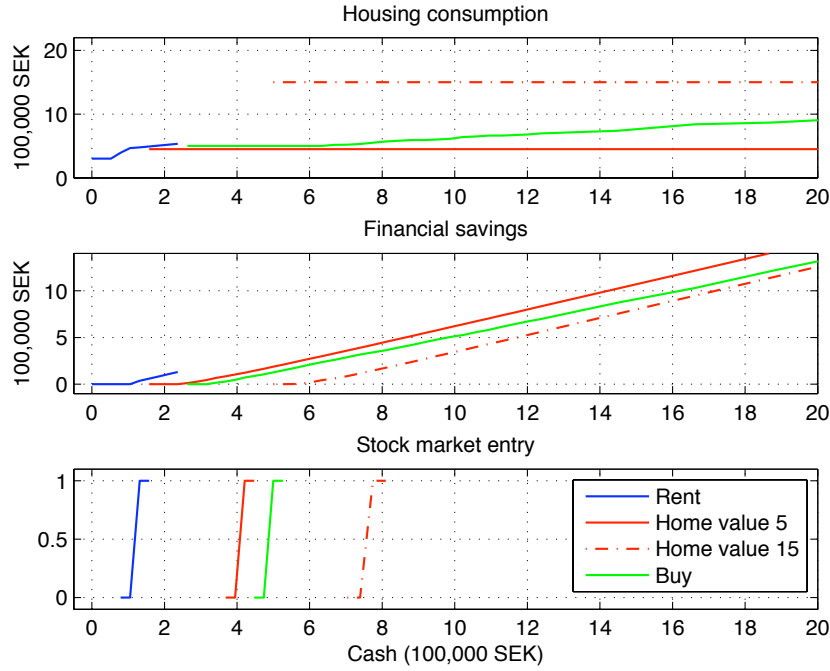 Housing consumption
100,000 SEK
20
10
0
0 2 4 6 8 10 12 14 16 18 20
Financial savings
100,000 SEK
10
5
0
0 2 4 6 8 10 12 14 16 18 20
Stock market entry
1
0.5
0
Rent
Home value 5
Home value 15
Buy
0 2 4 6 8 10 12 14 16 18 20
Cash (100,000 SEK)